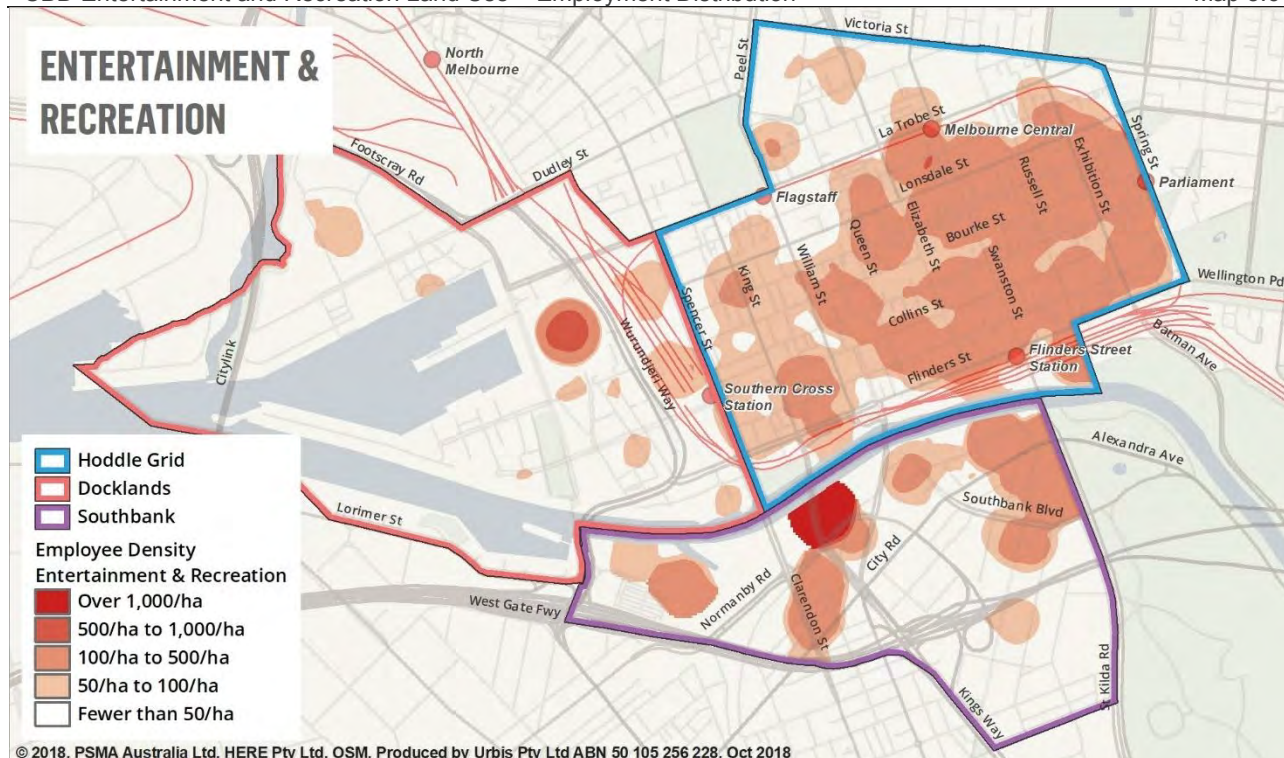 CBD Entertainment and Recreation Land Use – Employment Distribution
ENTERTAINMENT &
RECREATION
North
Melbourne
Peel St
Victoria St
La Trobe St
Melbourne Central
Spring St
Footscray Rd
Dudley St
Lonsdale St
Russell St
Exhibition St
Parliament
Flagstaff
Queen St
Elizabeth St
Bourke St
William St
King St
Swanston St
Wellington Pd
Spencer St
Collins St
Batman Ave
Citylink
Wurundjeri Way
Flinders St
Flinders Street
Station
Southern Cross
Station
Alexandra Ave
Hoddle Grid
Docklands
Southbank
Lorimer St
Southbank Blvd
City Rd
Normanby Rd
Clarendon St
West Gate Fwy
St Kilda Rd
Kings Way
Employee Density
Entertainment & Recreation
Over 1,000/ha
500/ha to 1,000/ha
100/ha to 500/ha
50/ha to 100/ha
Fewer than 50/ha
© 2018. PSMA Australia Ltd, HERE Pty Ltd, OSM. Produced by Urbis Pty Ltd ABN 50 105 256 228. Oct 2018